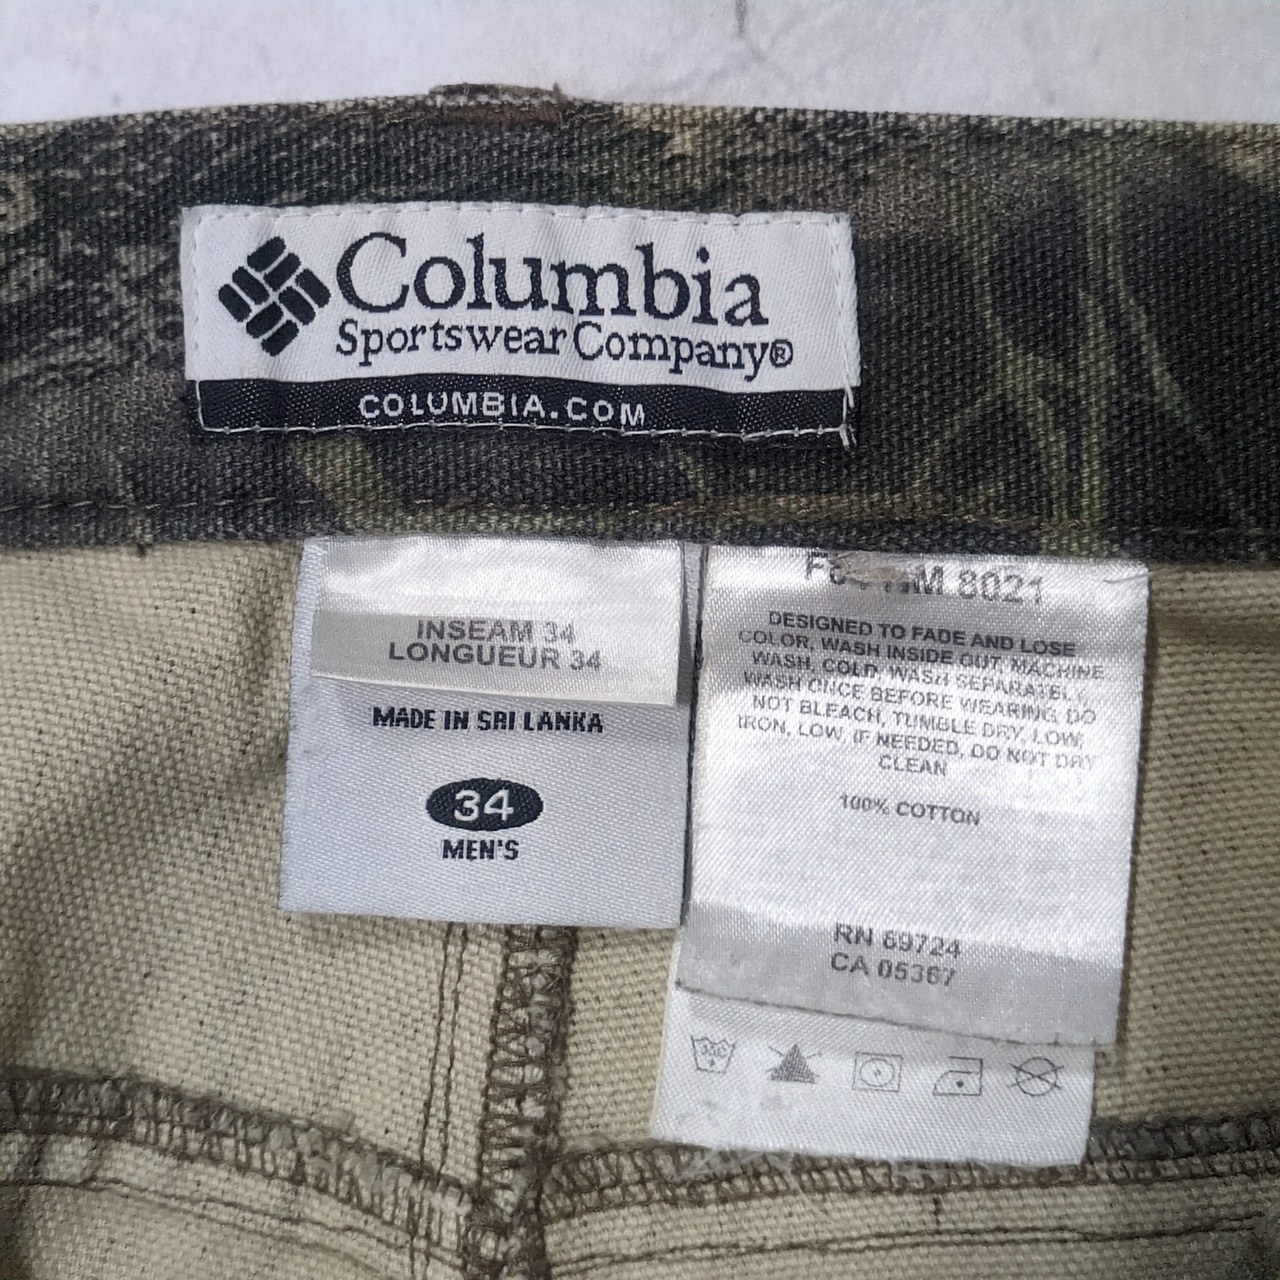 Columbia
Sportswear Company®
COLUMBIA.COM
INSEAM 34
LONGUEUR 34
MADE IN SRI LANKA
34
MEN'S
8021
DESIGNED TO FADE AND LOSE
COLOR, WASH INSIDE OUT, MACHINE
WASH, COLD, WASH SEPARATELY,
WASH ONCE BEFORE WEARING, DO
NOT BLEACH, TUMBLE DRY, LOW,
IRON, LOW, IF NEEDED, DO NOT DRY
CLEAN
100% COTTON
RN 69724
CA 05367